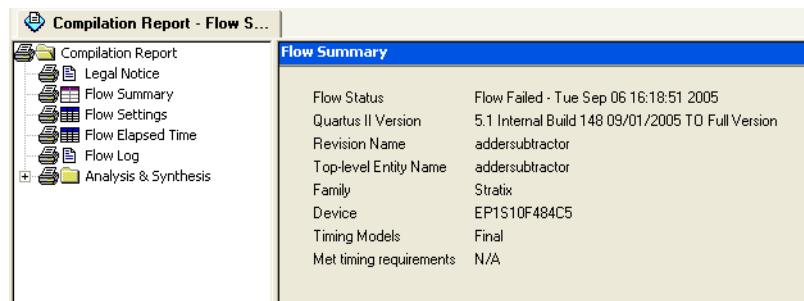 Compilation Report - Flow S...
Compilation Report
Legal Notice
Flow Summary
Flow Settings
Flow Elapsed Time
Flow Log
Analysis & Synthesis
Flow Summary
Flow Status Flow Failed - Tue Sep 06 16:18:51 2005
Quartus II Version 5.1 Internal Build 148 09/01/2005 TO Full Version
Revision Name addersubtractor
Top-level Entity Name addersubtractor
Family Stratix
Device EP1S10F484C5
Timing Models Final
Met timing requirements N/A